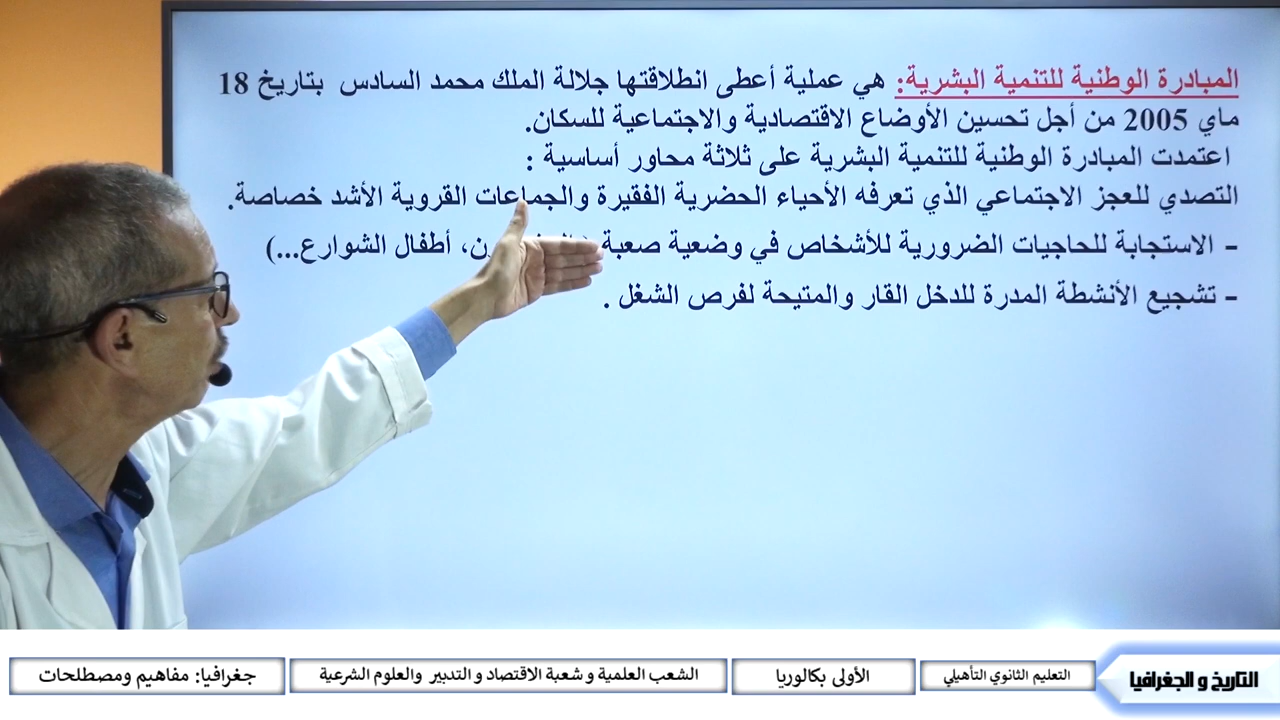 المبادرة الوطنية للتنمية البشرية: هي عملية أعطى انطلاقتها جلالة الملك محمد السادس بتاريخ 18
ماي 2005 من أجل تحسين الأوضاع الاقتصادية والاجتماعية للسكان.
اعتمدت المبادرة الوطنية للتنمية البشرية على ثلاثة محاور أساسية :
التصدي للعجز الاجتماعي الذي تعرفه الأحياء الحضرية الفقيرة والجماعات القروية الأشد خصاصة.
- الاستجابة للحاجيات الضرورية للأشخاص في وضعية صعبة أطفال الشوارع...)
- تشجيع الأنشطة المدرة للدخل القار والمتيحة لفرص الشغل .
التاريخ و الجغرافيا
التعليم الثانوي التأهيلي
الأولى بكالوريا
الشعب العلمية و شعبة الاقتصاد و التدبير والعلوم الشرعية
جغرافيا: مفاهيم ومصطلحات